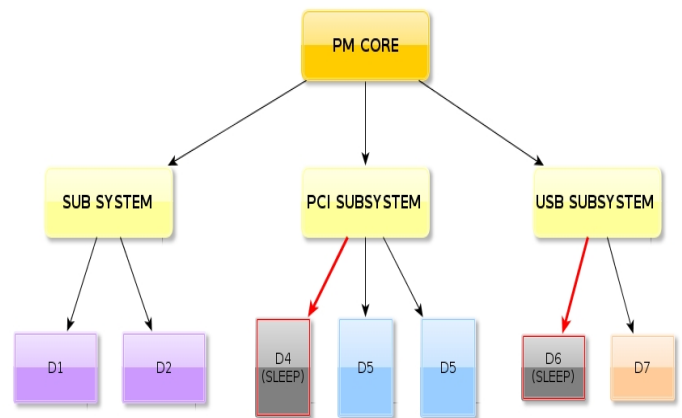 PM CORE
SUB SYSTEM
PCI SUBSYSTEM
USB SUBSYSTEM
D1
D2
D4
(SLEEP)
D5
D5
D6
(SLEEP)
D7